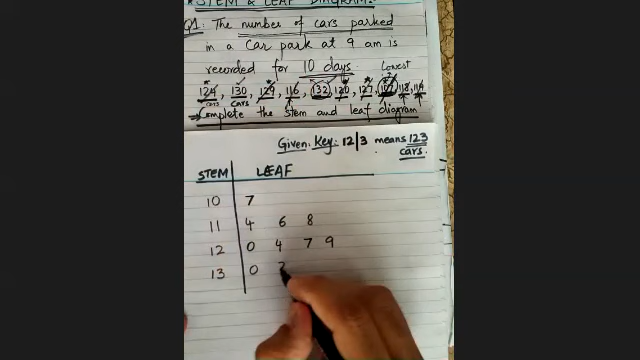 * STEM & LEAF DIAGRAM:
Q1: The number of cars parked
in a car park at 9 am is
recorded for 10 days. Lowest
124, 130, 129, 116, 132, 120, 127, 107, 118, 114
cars cars
Complete the stem and leaf diagram
Given Key: 12|3 means 123
cars.
STEM LEAF
10 7
11 4 6 8
12 0 4 7 9
13 0